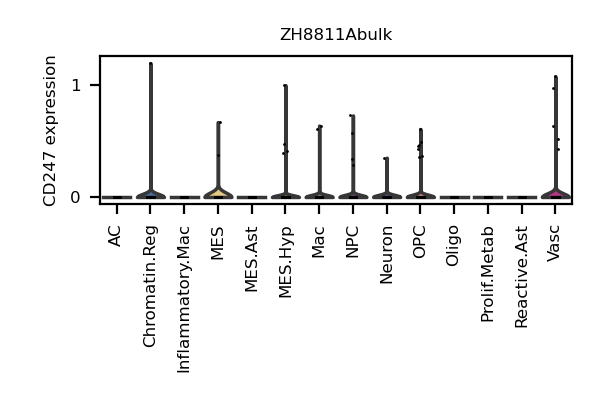 ZH8811Abulk
CD247 expression
1
0
AC
Chromatin.Reg
Inflammatory.Mac
MES
MES.Ast
MES.Hyp
Mac
NPC
Neuron
OPC
Oligo
Prolif.Metab
Reactive.Ast
Vasc